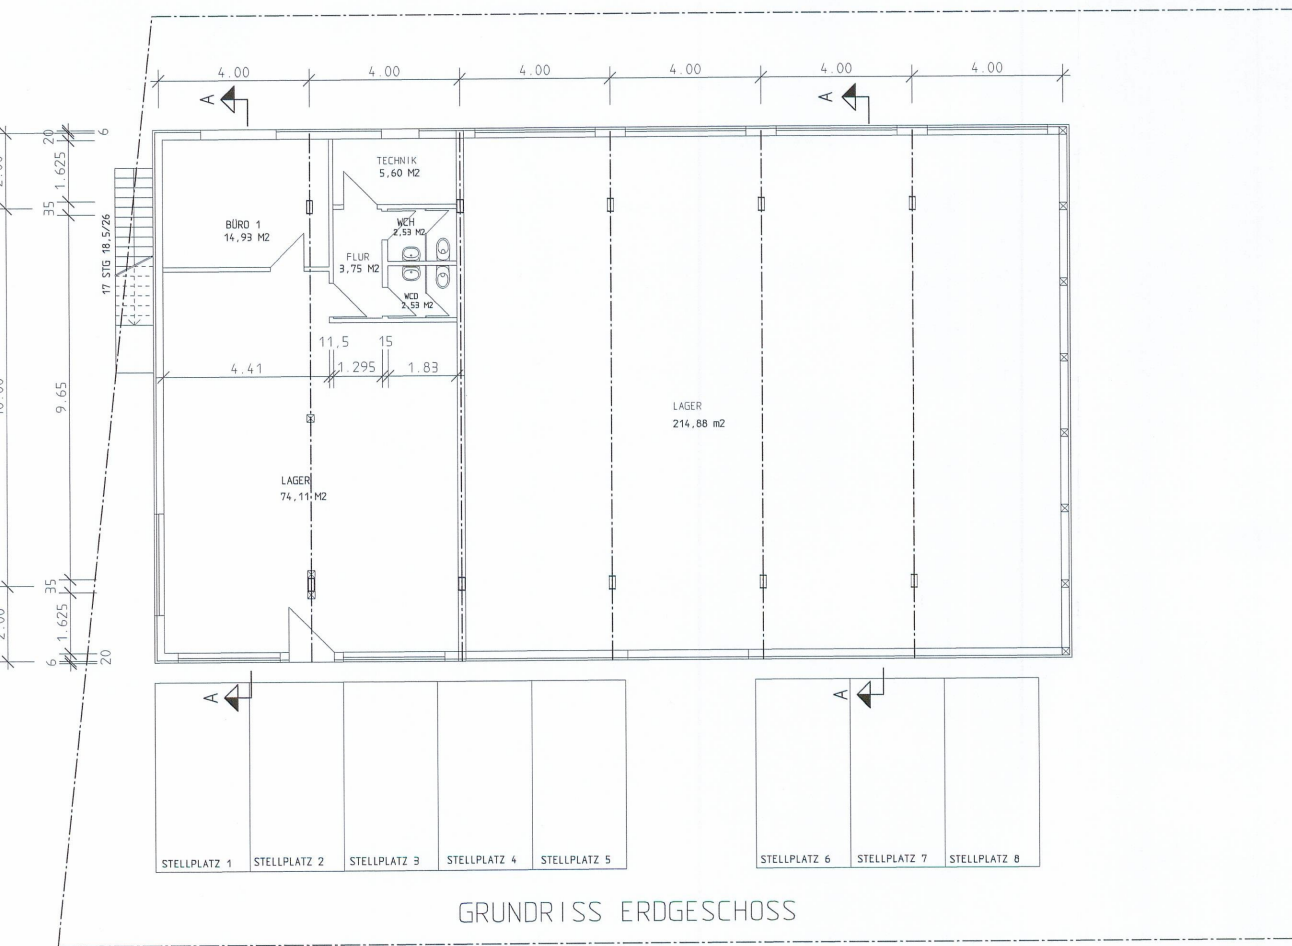 4.00 4.00 4.00 4.00 4.00 4.00
A A
20 6
1.625
35
9.65
35
1.625
6 20
2.00
17 STG 18,5/26
TECHNIK
5,60 M2
BÜRO 1
14,93 M2
WCH
2,53 M2
FLUR
3,75 M2
WCD
2,53 M2
11,5 15
4.41 1.295 1.83
LAGER
214,88 m2
LAGER
74,11 M2
A A
STELLPLATZ 1 STELLPLATZ 2 STELLPLATZ 3 STELLPLATZ 4 STELLPLATZ 5 STELLPLATZ 6 STELLPLATZ 7 STELLPLATZ 8
GRUNDRISS ERDGESCHOSS